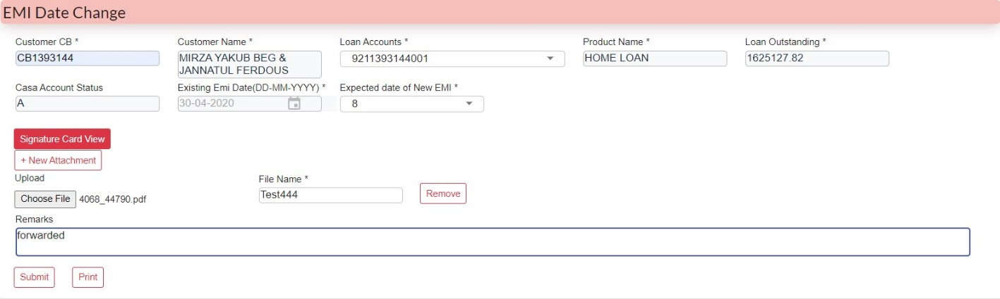 EMI Date Change
Customer CB * Customer Name * Loan Accounts * Product Name * Loan Outstanding *
CB1393144 MIRZA YAKUB BEG & 9211393144001 HOME LOAN 1625127.82
JANNATUL FERDOUS
Casa Account Status Existing Emi Date(DD-MM-YYYY) * Expected date of New EMI *
A 30-04-2020 8
Signature Card View
+ New Attachment
Upload File Name *
Choose File 4068_44790.pdf Test444 Remove
Remarks
forwarded
Submit Print